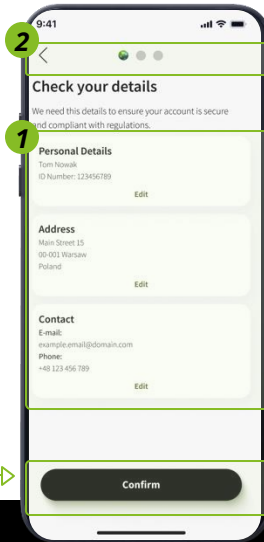 9:41
2
Check your details
We need this details to ensure your account is secure
and compliant with regulations.
1
Personal Details
Tom Nowak
ID Number: 123456789
Edit
Address
Main Street 15
00-001 Warsaw
Poland
Edit
Contact
E-mail:
example.email@domain.com
Phone:
+48 123 456 789
Edit
Confirm